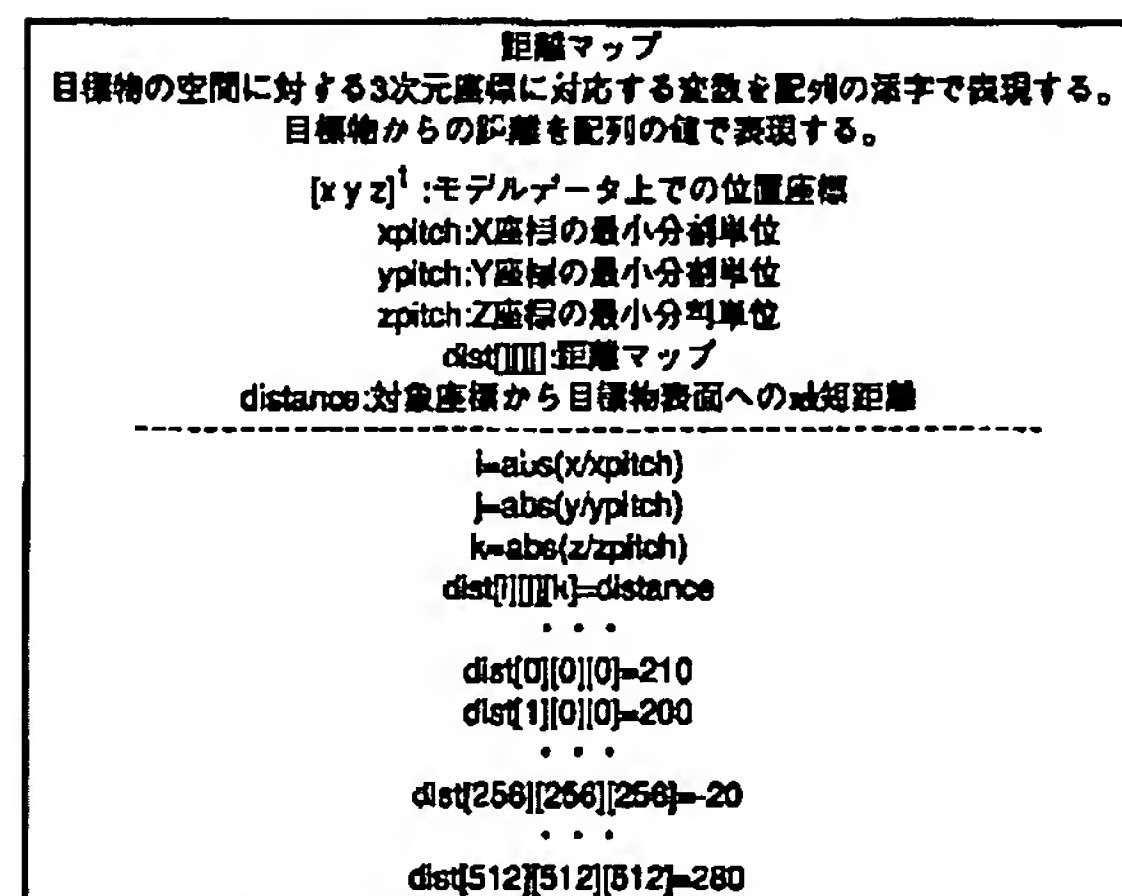 距離マップ
目標物の空間に対する3次元座標に対応する変数を配列の添字で表現する。
目標物からの距離を配列の値で表現する。
[x y z]t :モデルデータ上での位置座標
xpitch:X座標の最小分割単位
ypitch:Y座標の最小分割単位
zpitch:Z座標の最小分割単位
dist[][][]:距離マップ
distance:対象座標から目標物表面への短距離
i=abs(x/xpitch)
j=abs(y/ypitch)
k=abs(z/zpitch)
dist[i][j][k]=distance
・・・
dist[0][0][0]=210
dist[1][0][0]=200
・・・
dist[256][256][256]=-20
・・・
dist[512][512][512]=280